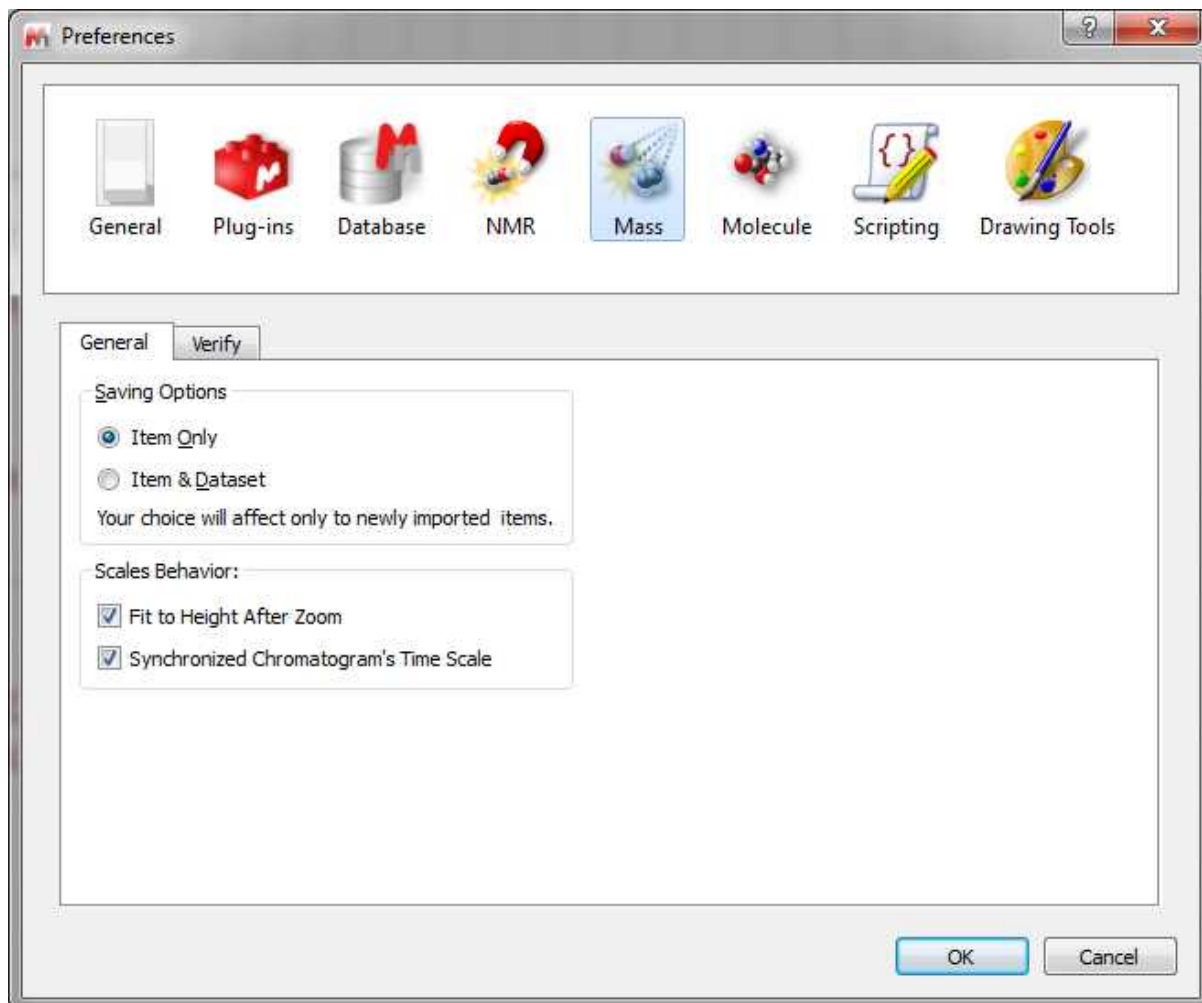 Preferences
General Plug-ins Database NMR Mass Molecule Scripting Drawing Tools
General Verify
Saving Options
Item Only
Item & Dataset
Your choice will affect only to newly imported items.
Scales Behavior:
Fit to Height After Zoom
Synchronized Chromatogram's Time Scale
OK Cancel